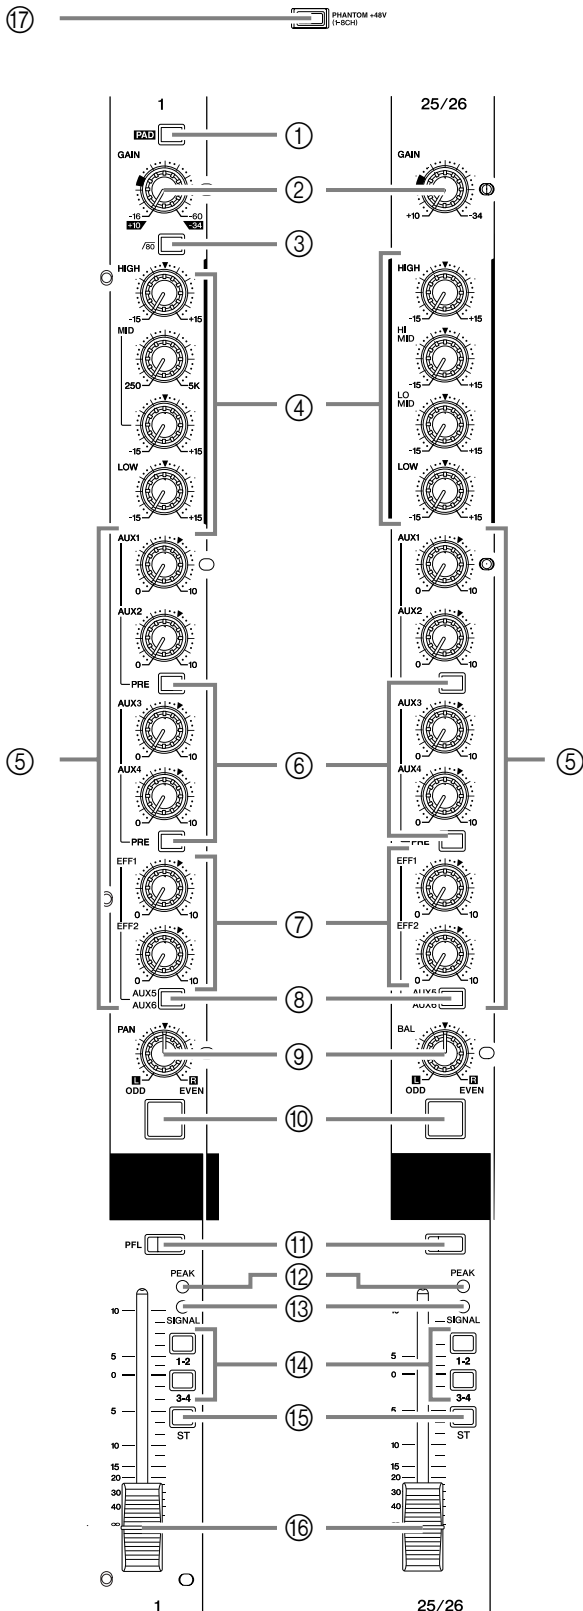 ⑰ PHANTOM +48V
(1-8CH)
1 25/26
PAD ①
GAIN GAIN
②
-16 -60 +10 -34
+10 -34
/80 ③
HIGH HIGH
-15 +15 -15 +15
MID HI
MID
250 5K -15 +15
④
LO
MID
-15 +15 -15 +15
LOW LOW
-15 +15 -15 +15
AUX1 AUX1
0 10 0 10
AUX2 AUX2
0 10 0 10
PRE
AUX3 AUX3
0 10 0 10
⑤ ⑥ ⑤
AUX4 AUX4
0 10 0 10
PRE PRE
EFF1 EFF1
0 10 0 10
⑦
EFF2 EFF2
0 10 0 10
AUX5 ⑧ AUX5
AUX6 AUX6
PAN BAL
⑨
L R L R
ODD EVEN ODD EVEN
⑩
PFL ⑪
PEAK ⑫ PEAK
10 ⑬ 10
SIGNAL SIGNAL
5 1-2 5 1-2
⑭
0 0
3-4 3-4
5 ⑮ 5
ST ST
10 10
15 15
20 20
30 30
40 40
∞ ⑯ ∞
1 25/26